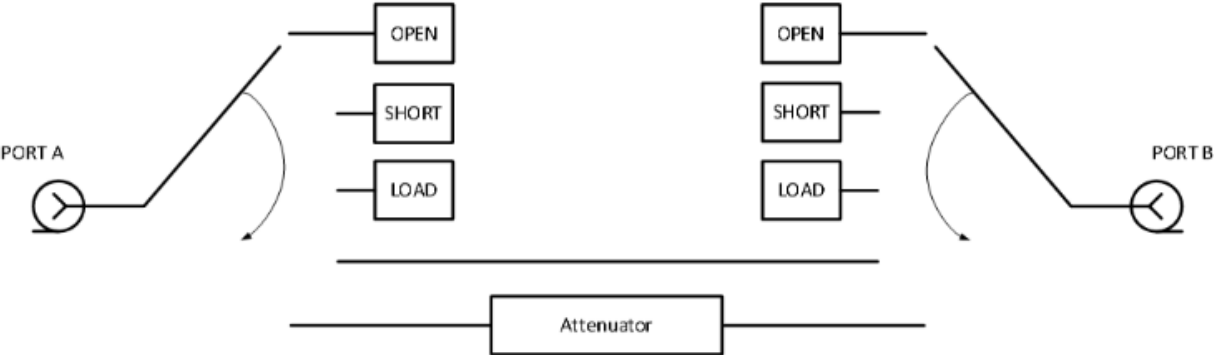 OPEN
OPEN
SHORT
SHORT
PORT A
PORT B
LOAD
LOAD
Attenuator